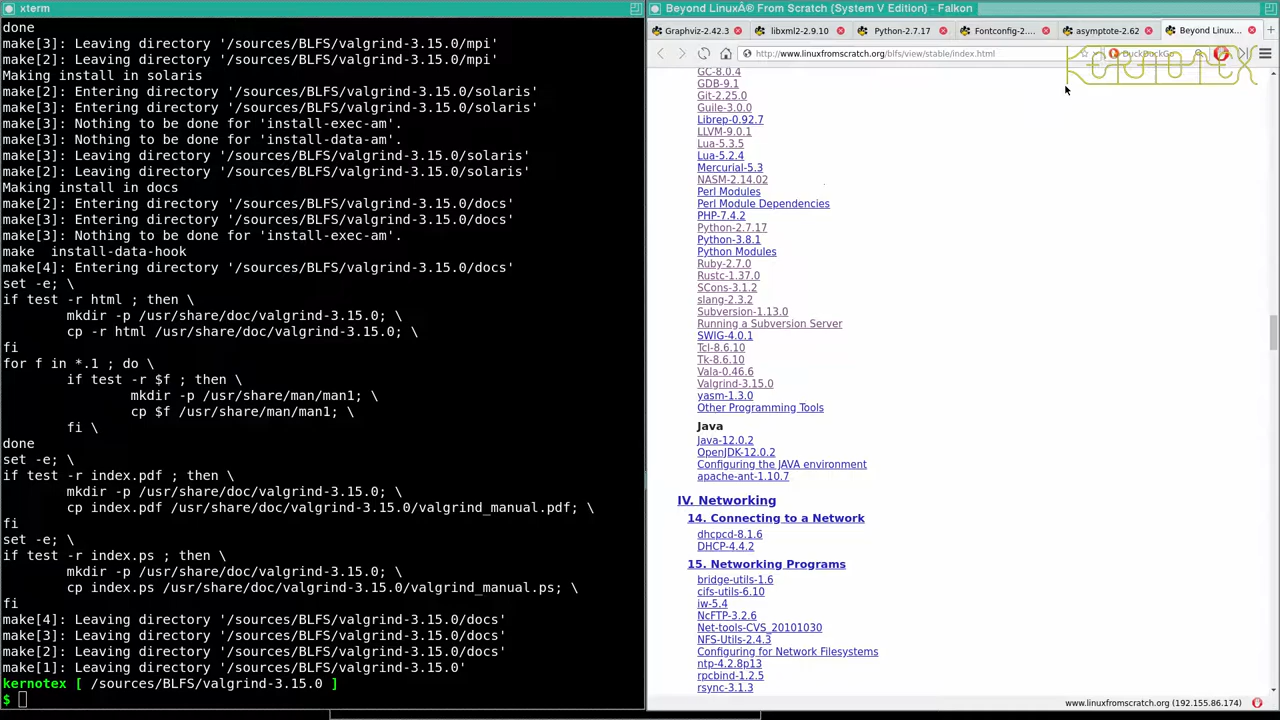 xterm
done
make[3]: Leaving directory '/sources/BLFS/valgrind-3.15.0/mpi'
make[2]: Leaving directory '/sources/BLFS/valgrind-3.15.0/mpi'
Making install in solaris
make[2]: Entering directory '/sources/BLFS/valgrind-3.15.0/solaris'
make[3]: Entering directory '/sources/BLFS/valgrind-3.15.0/solaris'
make[3]: Nothing to be done for 'install-exec-am'.
make[3]: Nothing to be done for 'install-data-am'.
make[3]: Leaving directory '/sources/BLFS/valgrind-3.15.0/solaris'
make[2]: Leaving directory '/sources/BLFS/valgrind-3.15.0/solaris'
Making install in docs
make[2]: Entering directory '/sources/BLFS/valgrind-3.15.0/docs'
make[3]: Entering directory '/sources/BLFS/valgrind-3.15.0/docs'
make[3]: Nothing to be done for 'install-exec-am'.
make  install-data-hook
make[4]: Entering directory '/sources/BLFS/valgrind-3.15.0/docs'
set -e; \
if test -r html ; then \
mkdir -p /usr/share/doc/valgrind-3.15.0; \
cp -r html /usr/share/doc/valgrind-3.15.0; \
fi
for f in *.1 ; do \
if test -r $f ; then \
mkdir -p /usr/share/man/man1; \
cp $f /usr/share/man/man1; \
fi \
done
set -e; \
if test -r index.pdf ; then \
mkdir -p /usr/share/doc/valgrind-3.15.0; \
cp index.pdf /usr/share/doc/valgrind-3.15.0/valgrind_manual.pdf; \
fi
set -e; \
if test -r index.ps ; then \
mkdir -p /usr/share/doc/valgrind-3.15.0; \
cp index.ps /usr/share/doc/valgrind-3.15.0/valgrind_manual.ps; \
fi
make[4]: Leaving directory '/sources/BLFS/valgrind-3.15.0/docs'
make[3]: Leaving directory '/sources/BLFS/valgrind-3.15.0/docs'
make[2]: Leaving directory '/sources/BLFS/valgrind-3.15.0/docs'
make[1]: Leaving directory '/sources/BLFS/valgrind-3.15.0'
kernotex [ /sources/BLFS/valgrind-3.15.0 ]
$
Beyond LinuxÂ® From Scratch (System V Edition) - Falkon
Graphviz-2.42.3
libxml2-2.9.10
Python-2.7.17
Fontconfig-2....
asymptote-2.62
Beyond Linux...
http://www.linuxfromscratch.org/blfs/view/stable/index.html
DuckDuckGo
KERNOTEX
GC-8.0.4
GDB-9.1
Git-2.25.0
Guile-3.0.0
Librep-0.92.7
LLVM-9.0.1
Lua-5.3.5
Lua-5.2.4
Mercurial-5.3
NASM-2.14.02
Perl Modules
Perl Module Dependencies
PHP-7.4.2
Python-2.7.17
Python-3.8.1
Python Modules
Ruby-2.7.0
Rustc-1.37.0
SCons-3.1.2
slang-2.3.2
Subversion-1.13.0
Running a Subversion Server
SWIG-4.0.1
Tcl-8.6.10
Tk-8.6.10
Vala-0.46.6
Valgrind-3.15.0
yasm-1.3.0
Other Programming Tools
Java
Java-12.0.2
OpenJDK-12.0.2
Configuring the JAVA environment
apache-ant-1.10.7
IV. Networking
14. Connecting to a Network
dhcpcd-8.1.6
DHCP-4.4.2
15. Networking Programs
bridge-utils-1.6
cifs-utils-6.10
iw-5.4
NcFTP-3.2.6
Net-tools-CVS_20101030
NFS-Utils-2.4.3
Configuring for Network Filesystems
ntp-4.2.8p13
rpcbind-1.2.5
rsync-3.1.3
www.linuxfromscratch.org (192.155.86.174)